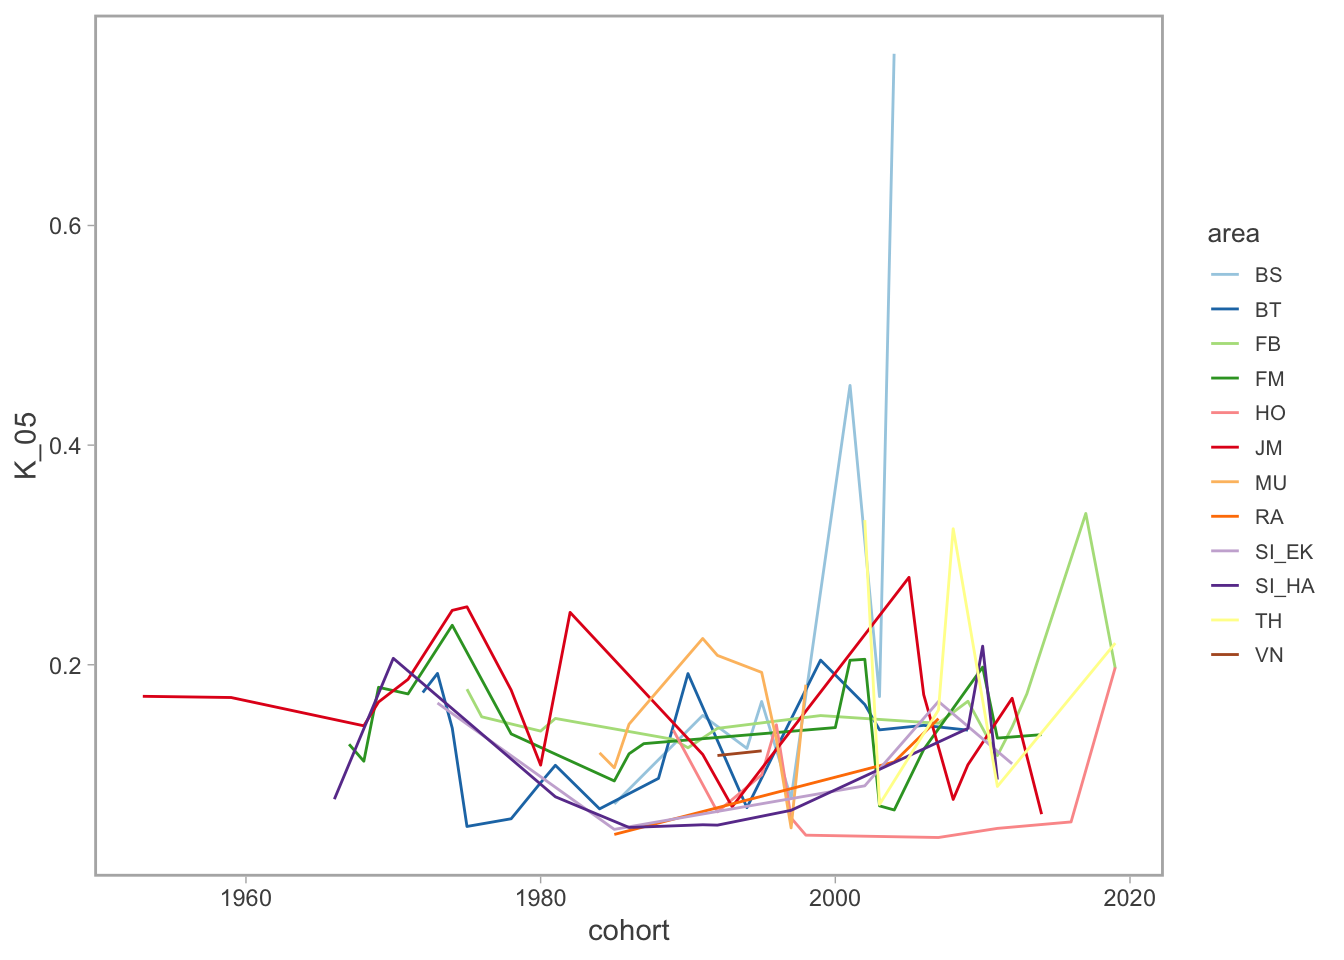 0.6
0.4
0.2
K_05
1960
1980
2000
2020
cohort
area
BS
BT
FB
FM
HO
JM
MU
RA
SI_EK
SI_HA
TH
VN